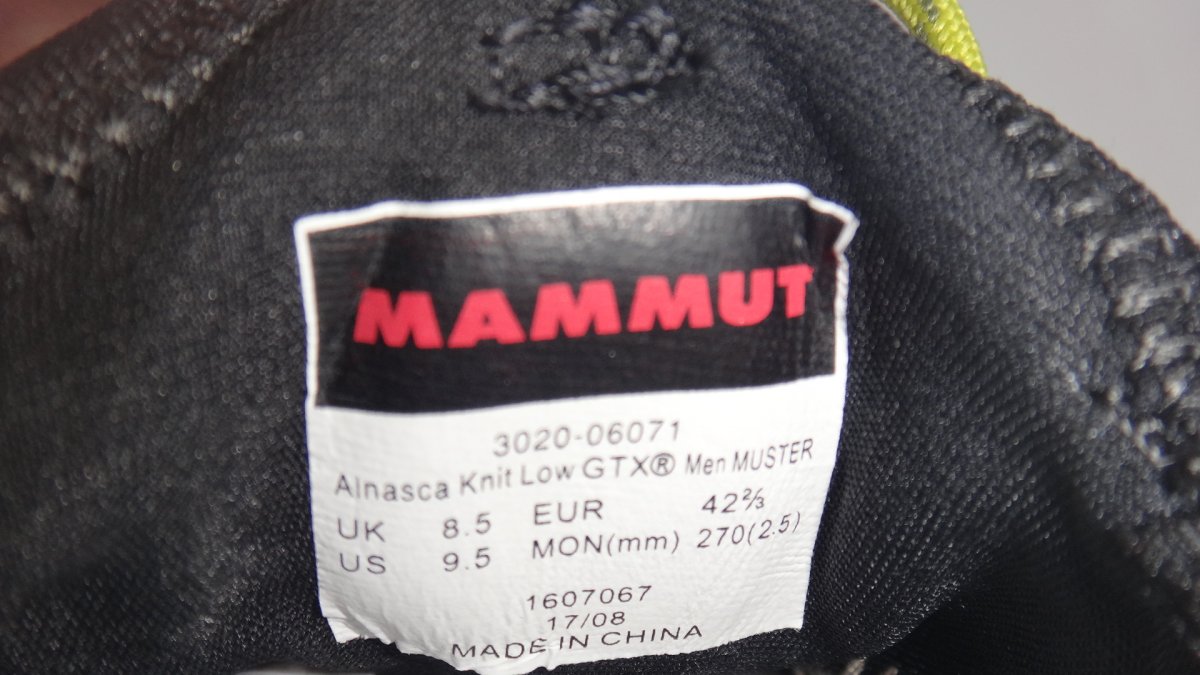 MAMMUT
3020-06071
Alnasca Knit Low GTX® Men MUSTER
UK 8.5 EUR 42⅔
US 9.5 MON(mm) 270(2.5)
1607067
17/08
MADE IN CHINA